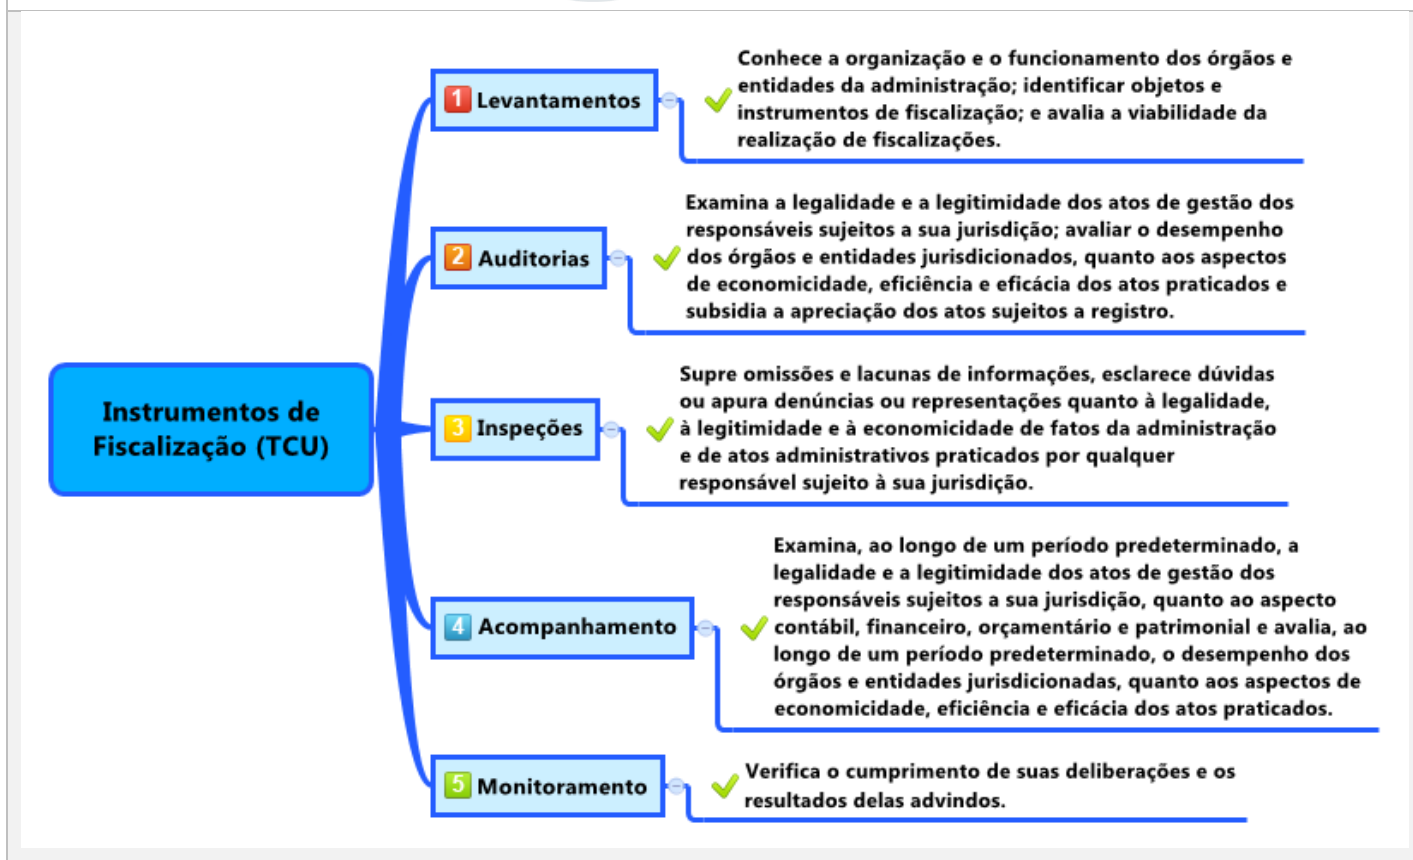 Instrumentos de
Fiscalização (TCU)
1 Levantamentos
Conhece a organização e o funcionamento dos órgãos e
entidades da administração; identificar objetos e
instrumentos de fiscalização; e avalia a viabilidade da
realização de fiscalizações.
2 Auditorias
Examina a legalidade e a legitimidade dos atos de gestão dos
responsáveis sujeitos a sua jurisdição; avaliar o desempenho
dos órgãos e entidades jurisdicionados, quanto aos aspectos
de economicidade, eficiência e eficácia dos atos praticados e
subsidia a apreciação dos atos sujeitos a registro.
3 Inspeções
Supre omissões e lacunas de informações, esclarece dúvidas
ou apura denúncias ou representações quanto à legalidade,
à legitimidade e à economicidade de fatos da administração
e de atos administrativos praticados por qualquer
responsável sujeito à sua jurisdição.
4 Acompanhamento
Examina, ao longo de um período predeterminado, a
legalidade e a legitimidade dos atos de gestão dos
responsáveis sujeitos a sua jurisdição, quanto ao aspecto
contábil, financeiro, orçamentário e patrimonial e avalia, ao
longo de um período predeterminado, o desempenho dos
órgãos e entidades jurisdicionadas, quanto aos aspectos de
economicidade, eficiência e eficácia dos atos praticados.
5 Monitoramento
Verifica o cumprimento de suas deliberações e os
resultados delas advindos.